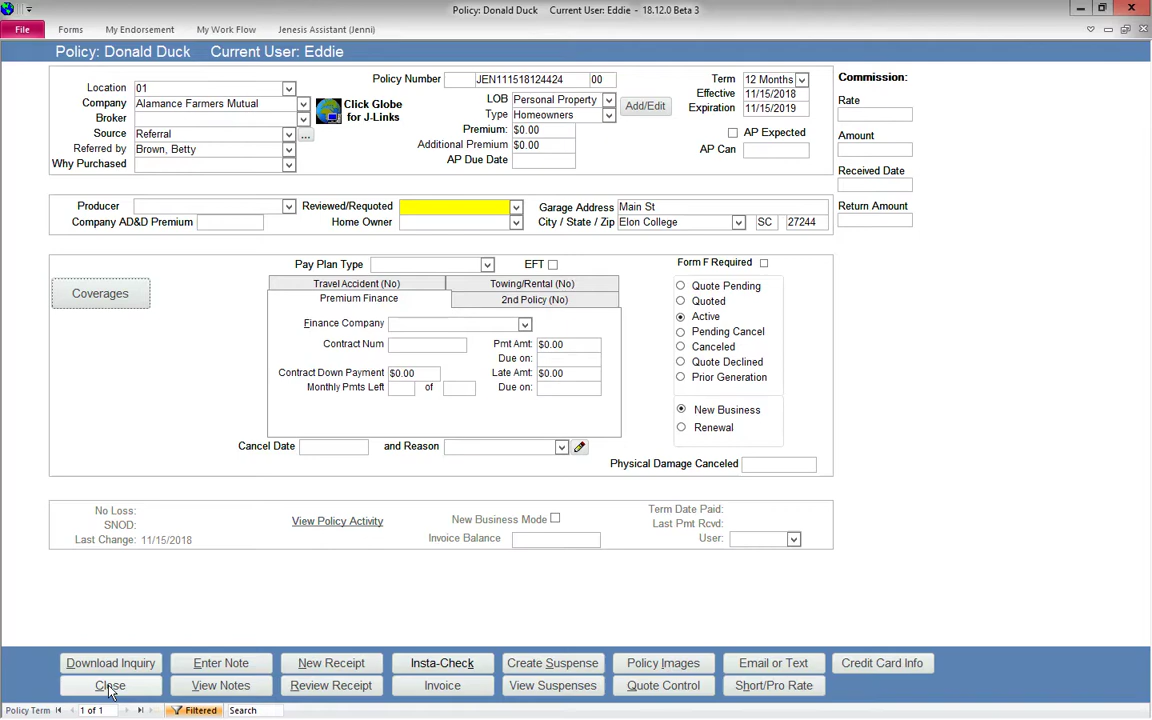 Policy: Donald Duck Current User: Eddie - 18.12.0 Beta 3
File Forms My Endorsement My Work Flow Jenesis Assistant (Jenni)
Policy: Donald Duck Current User: Eddie
Location 01
Company Alamance Farmers Mutual
Broker
Source Referral ...
Referred by Brown, Betty
Why Purchased
Click Globe
for J-Links
Policy Number JEN111518124424 00
LOB Personal Property
Type Homeowners
Add/Edit
Premium: $0.00
Additional Premium $0.00
AP Due Date
Term 12 Months
Effective 11/15/2018
Expiration 11/15/2019
AP Expected
AP Can
Commission:
Rate
Amount
Received Date
Return Amount
Producer
Company AD&D Premium
Reviewed/Requoted
Home Owner
Garage Address Main St
City / State / Zip Elon College SC 27244
Coverages
Pay Plan Type EFT
Travel Accident (No) Towing/Rental (No)
Premium Finance 2nd Policy (No)
Finance Company
Contract Num Pmt Amt: $0.00
Due on:
Contract Down Payment $0.00 Late Amt: $0.00
Monthly Pmts Left of Due on:
Cancel Date and Reason
Form F Required
Quote Pending
Quoted
Active
Pending Cancel
Canceled
Quote Declined
Prior Generation
New Business
Renewal
Physical Damage Canceled
No Loss:
SNOD:
Last Change: 11/15/2018
View Policy Activity
New Business Mode
Invoice Balance
Term Date Paid:
Last Pmt Rcvd:
User:
Download Inquiry Enter Note New Receipt Insta-Check Create Suspense Policy Images Email or Text Credit Card Info
Close View Notes Review Receipt Invoice View Suspenses Quote Control Short/Pro Rate
Policy Term 1 of 1 Filtered Search